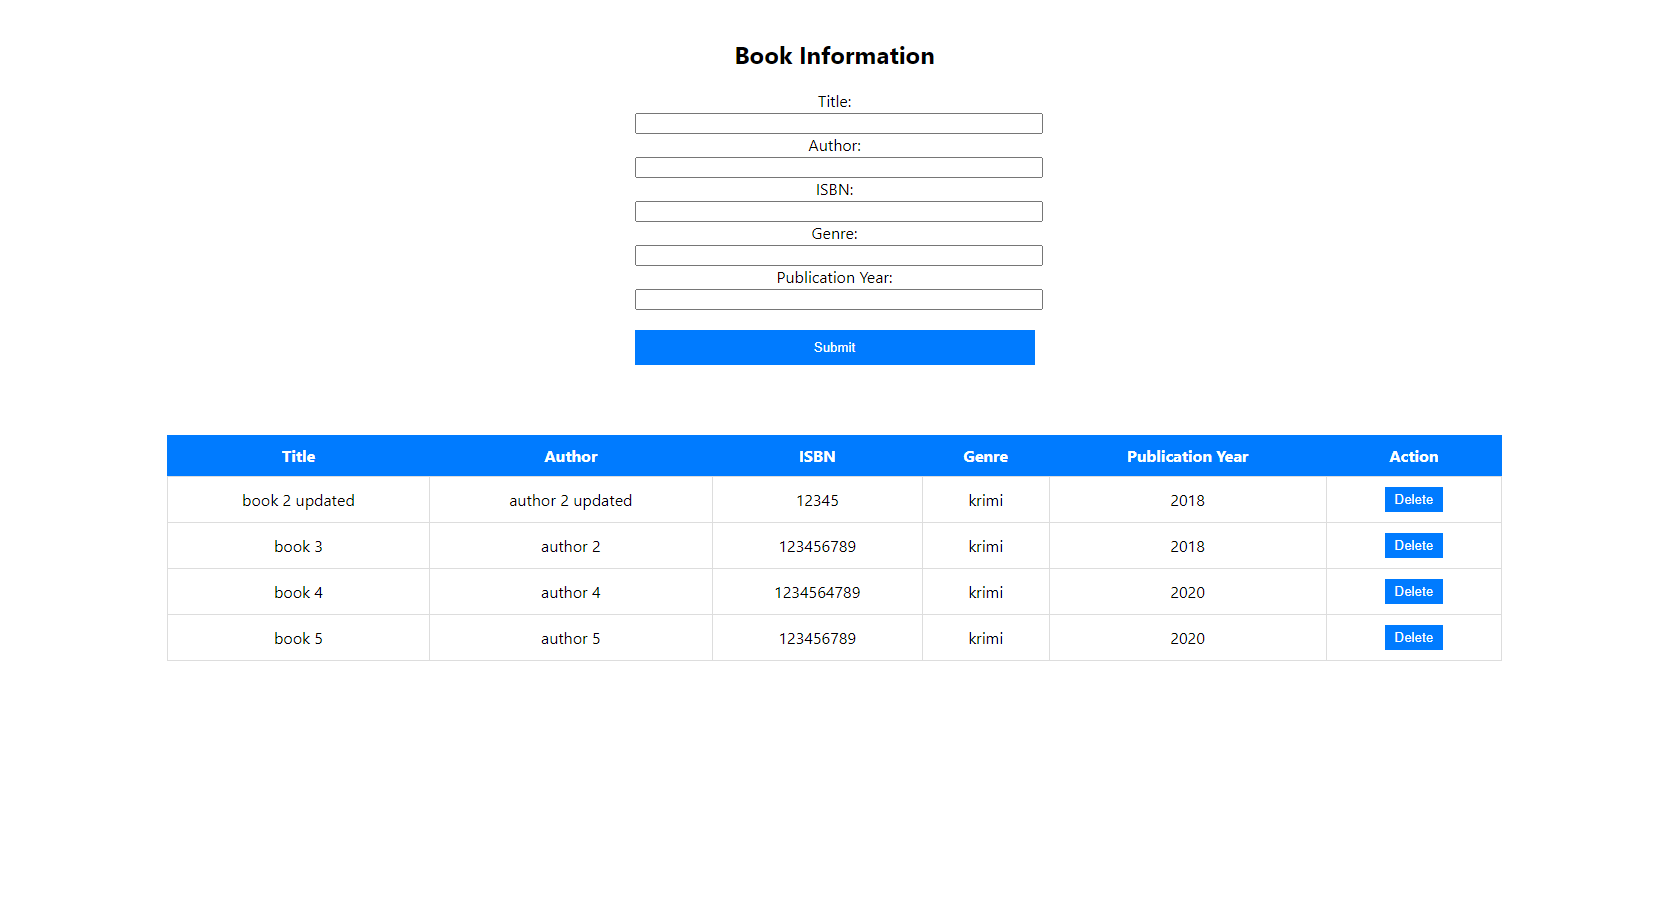 Book Information
Title:
Author:
ISBN:
Genre:
Publication Year:
Submit
Title Author ISBN Genre Publication Year Action
book 2 updated author 2 updated 12345 krimi 2018 Delete
book 3 author 2 123456789 krimi 2018 Delete
book 4 author 4 1234564789 krimi 2020 Delete
book 5 author 5 123456789 krimi 2020 Delete